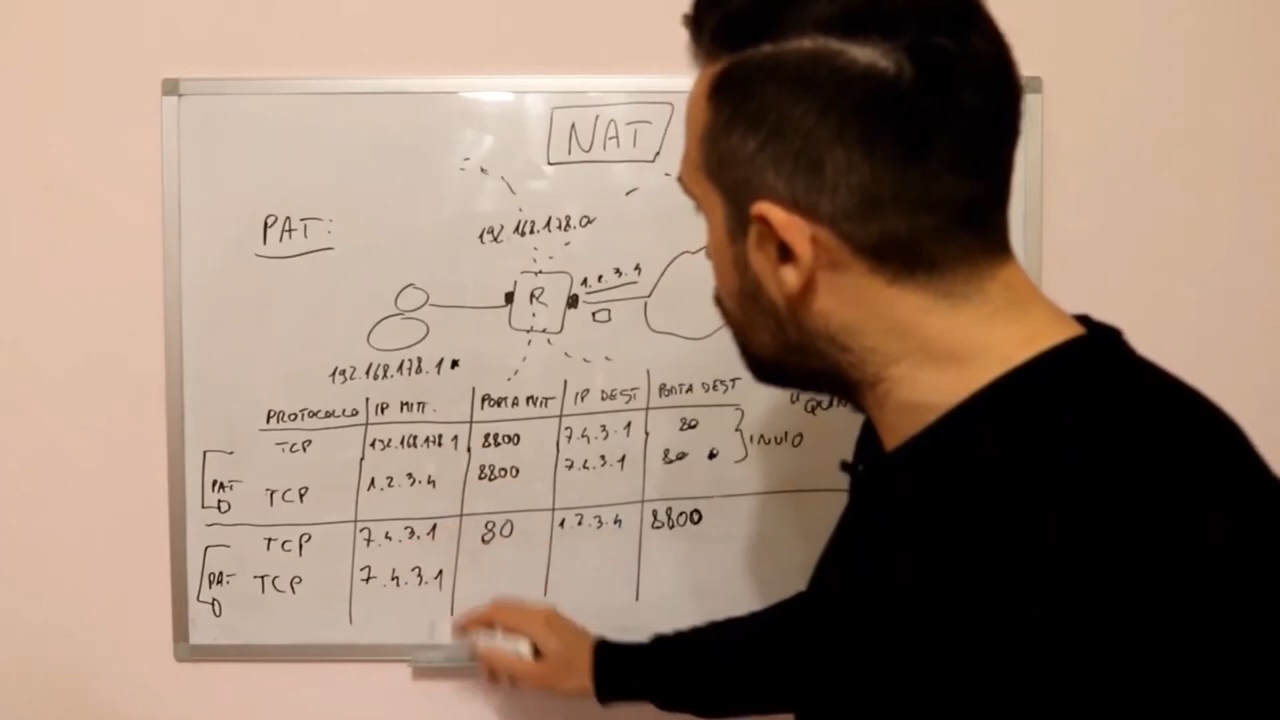 NAT
PAT:
192.168.178.0
R
1.2.3.4
192.168.178.1
PROTOCOLLO IP MITT. PORTA MIT IP DEST PORTA DEST
TCP 192.168.178 1 8800 7.4.3.1 80
INVIO
PAT TCP 1.2.3.4 8800 7.4.3.1 80
TCP 7.4.3.1 80 1.2.3.4 8800
PAT TCP 7.4.3.1